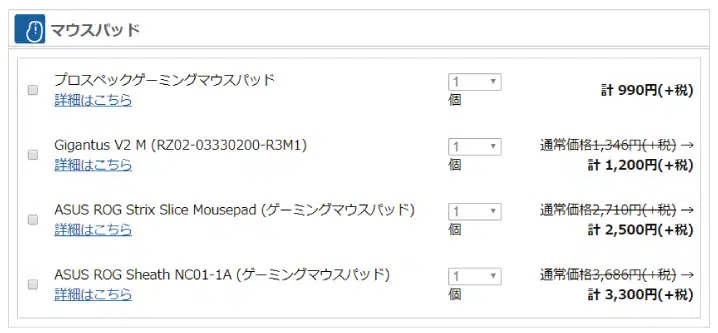 マウスパッド
プロスペックゲーミングマウスパッド
詳細はこちら
1
個
計 990円(+税)
Gigantus V2 M (RZ02-03330200-R3M1)
詳細はこちら
1
個
通常価格1,346円(+税) →
計 1,200円(+税)
ASUS ROG Strix Slice Mousepad (ゲーミングマウスパッド)
詳細はこちら
1
個
通常価格2,710円(+税) →
計 2,500円(+税)
ASUS ROG Sheath NC01-1A (ゲーミングマウスパッド)
詳細はこちら
1
個
通常価格3,686円(+税) →
計 3,300円(+税)